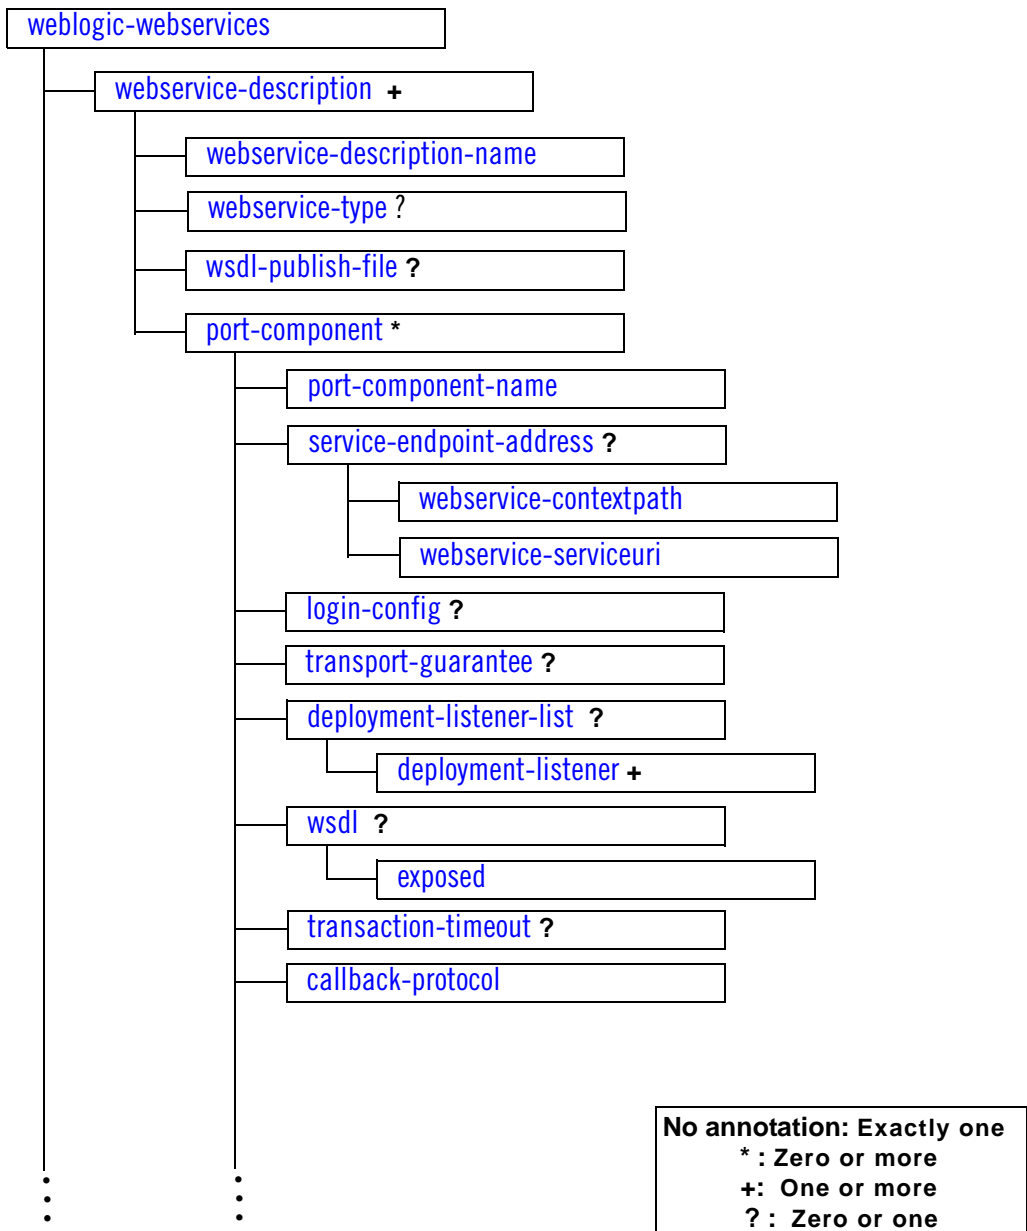 weblogic-webservices
webservice-description +
webservice-description-name
webservice-type ?
wsdl-publish-file ?
port-component *
port-component-name
service-endpoint-address ?
webservice-contextpath
webservice-serviceuri
login-config ?
transport-guarantee ?
deployment-listener-list ?
deployment-listener +
wsdl ?
exposed
transaction-timeout ?
callback-protocol
No annotation: Exactly one
* : Zero or more
+: One or more
? : Zero or one